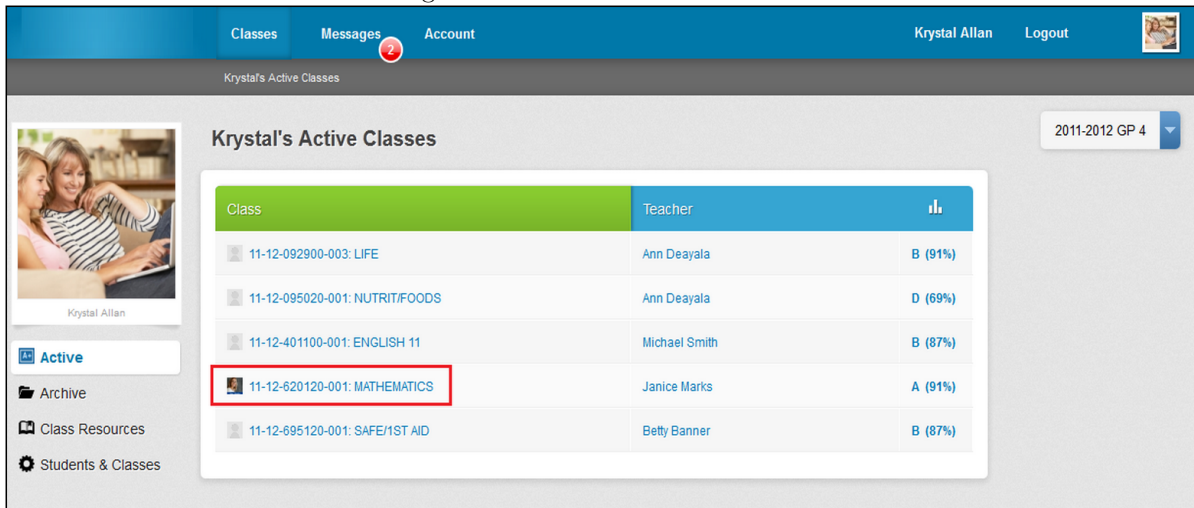 Classes Messages 2 Account Krystal Allan Logout
Krystal's Active Classes
Krystal's Active Classes
2011-2012 GP 4
Class Teacher
11-12-092900-003: LIFE Ann Deayala B (91%)
11-12-095020-001: NUTRIT/FOODS Ann Deayala D (69%)
Krystal Allan
11-12-401100-001: ENGLISH 11 Michael Smith B (87%)
A+ Active
11-12-620120-001: MATHEMATICS Janice Marks A (91%)
Archive
Class Resources
11-12-695120-001: SAFE/1ST AID Betty Banner B (87%)
Students & Classes